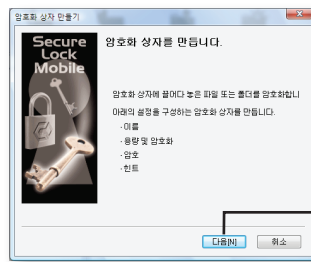 암호화 상자 만들기
Secure
Lock
Mobile
암호화 상자를 만듭니다.
암호화 상자에 끌어다 놓은 파일 또는 폴더를 암호화합니
아래의 설정을 구성하는 암호화 상자를 만듭니다.
·이름
·용량 및 암호화
·암호
·힌트
다음[N]
취소